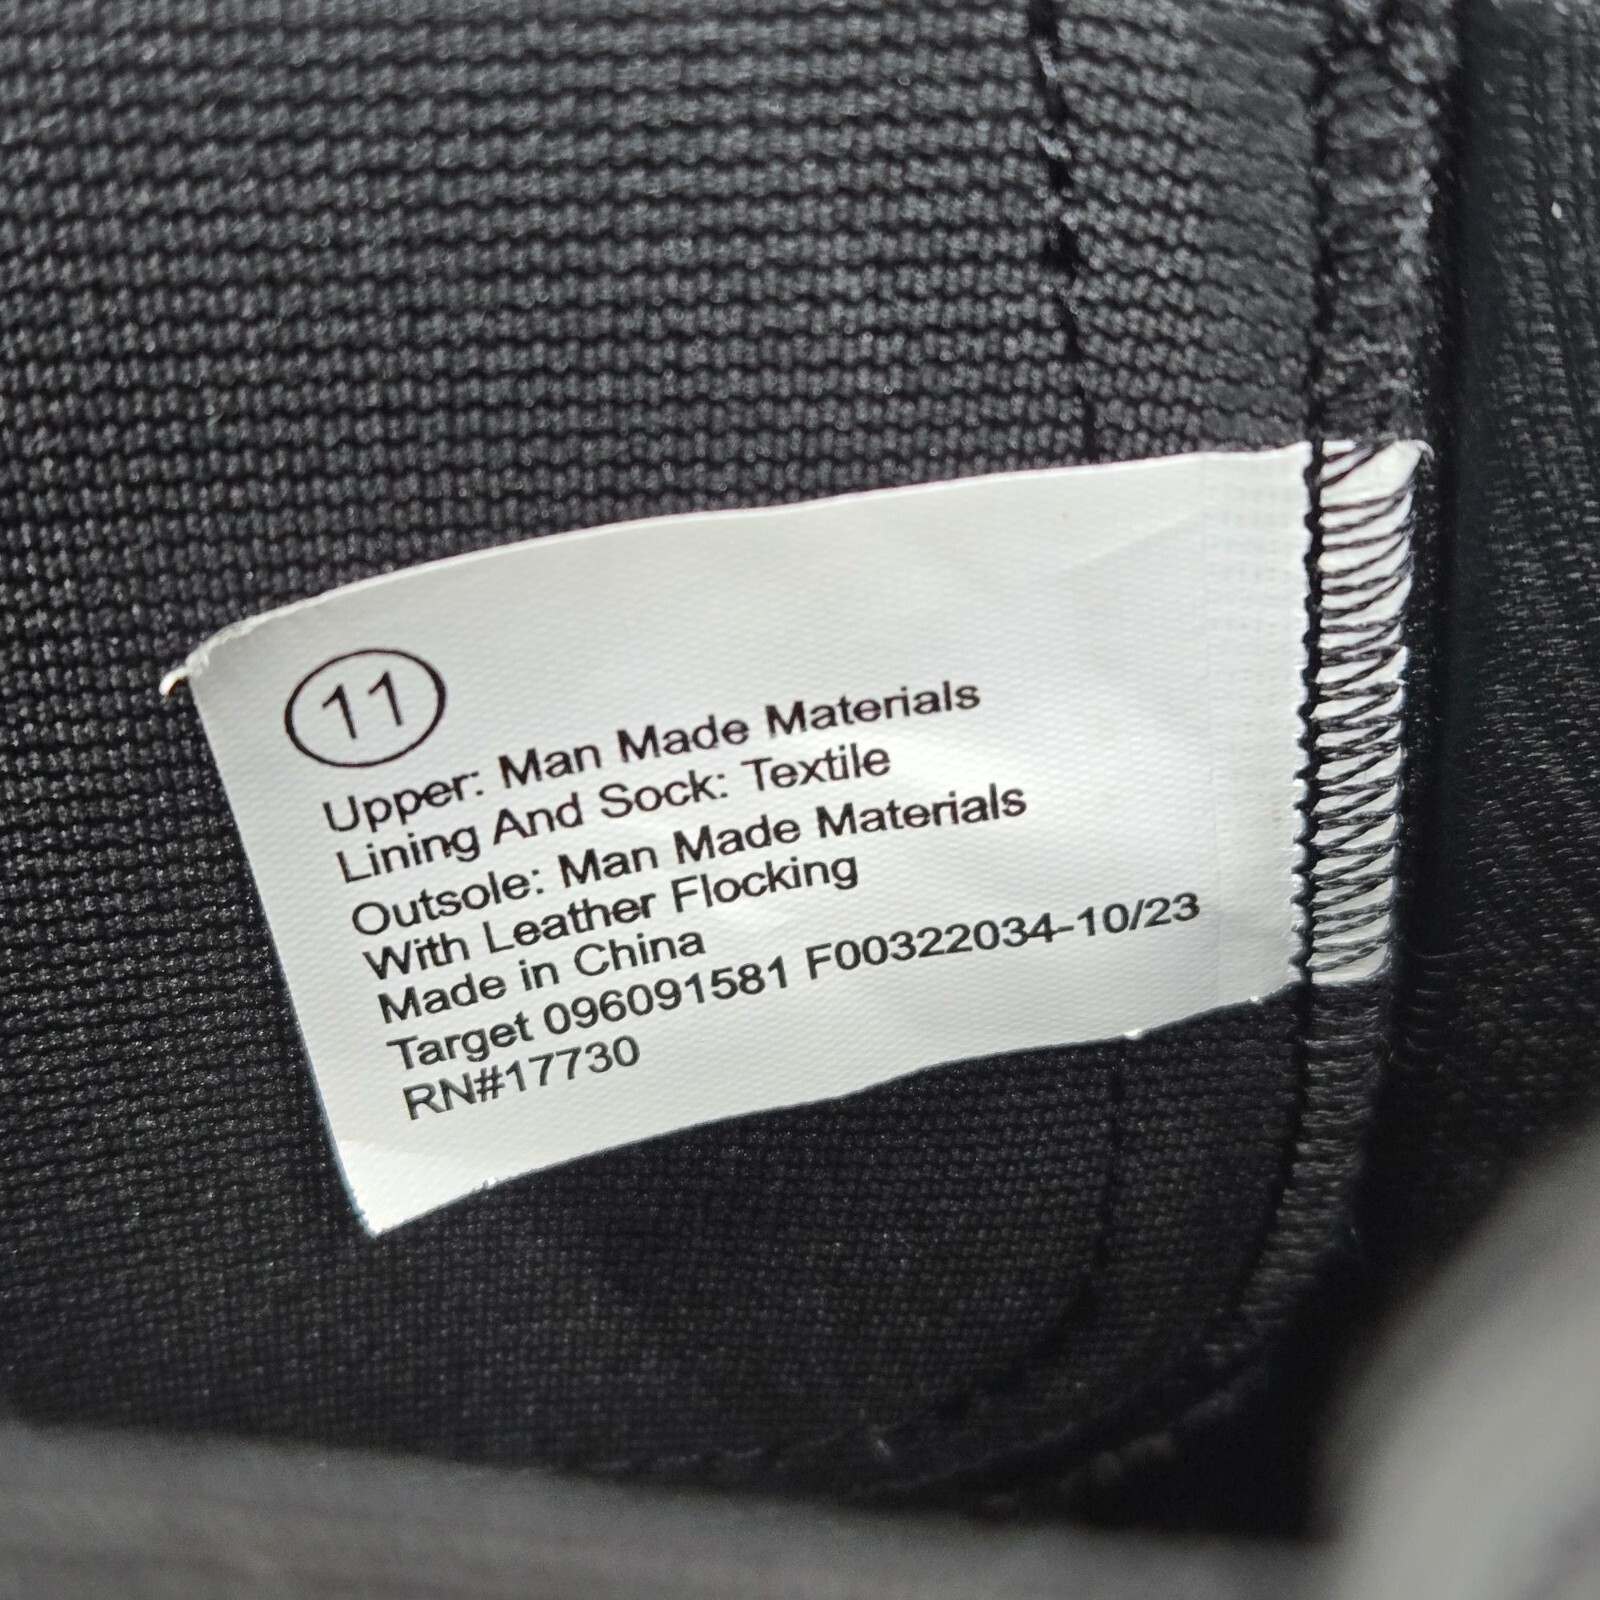 11
Upper: Man Made Materials
Lining And Sock: Textile
Outsole: Man Made Materials
With Leather Flocking
Made in China
Target 096091581 F00322034-10/23
RN#17730